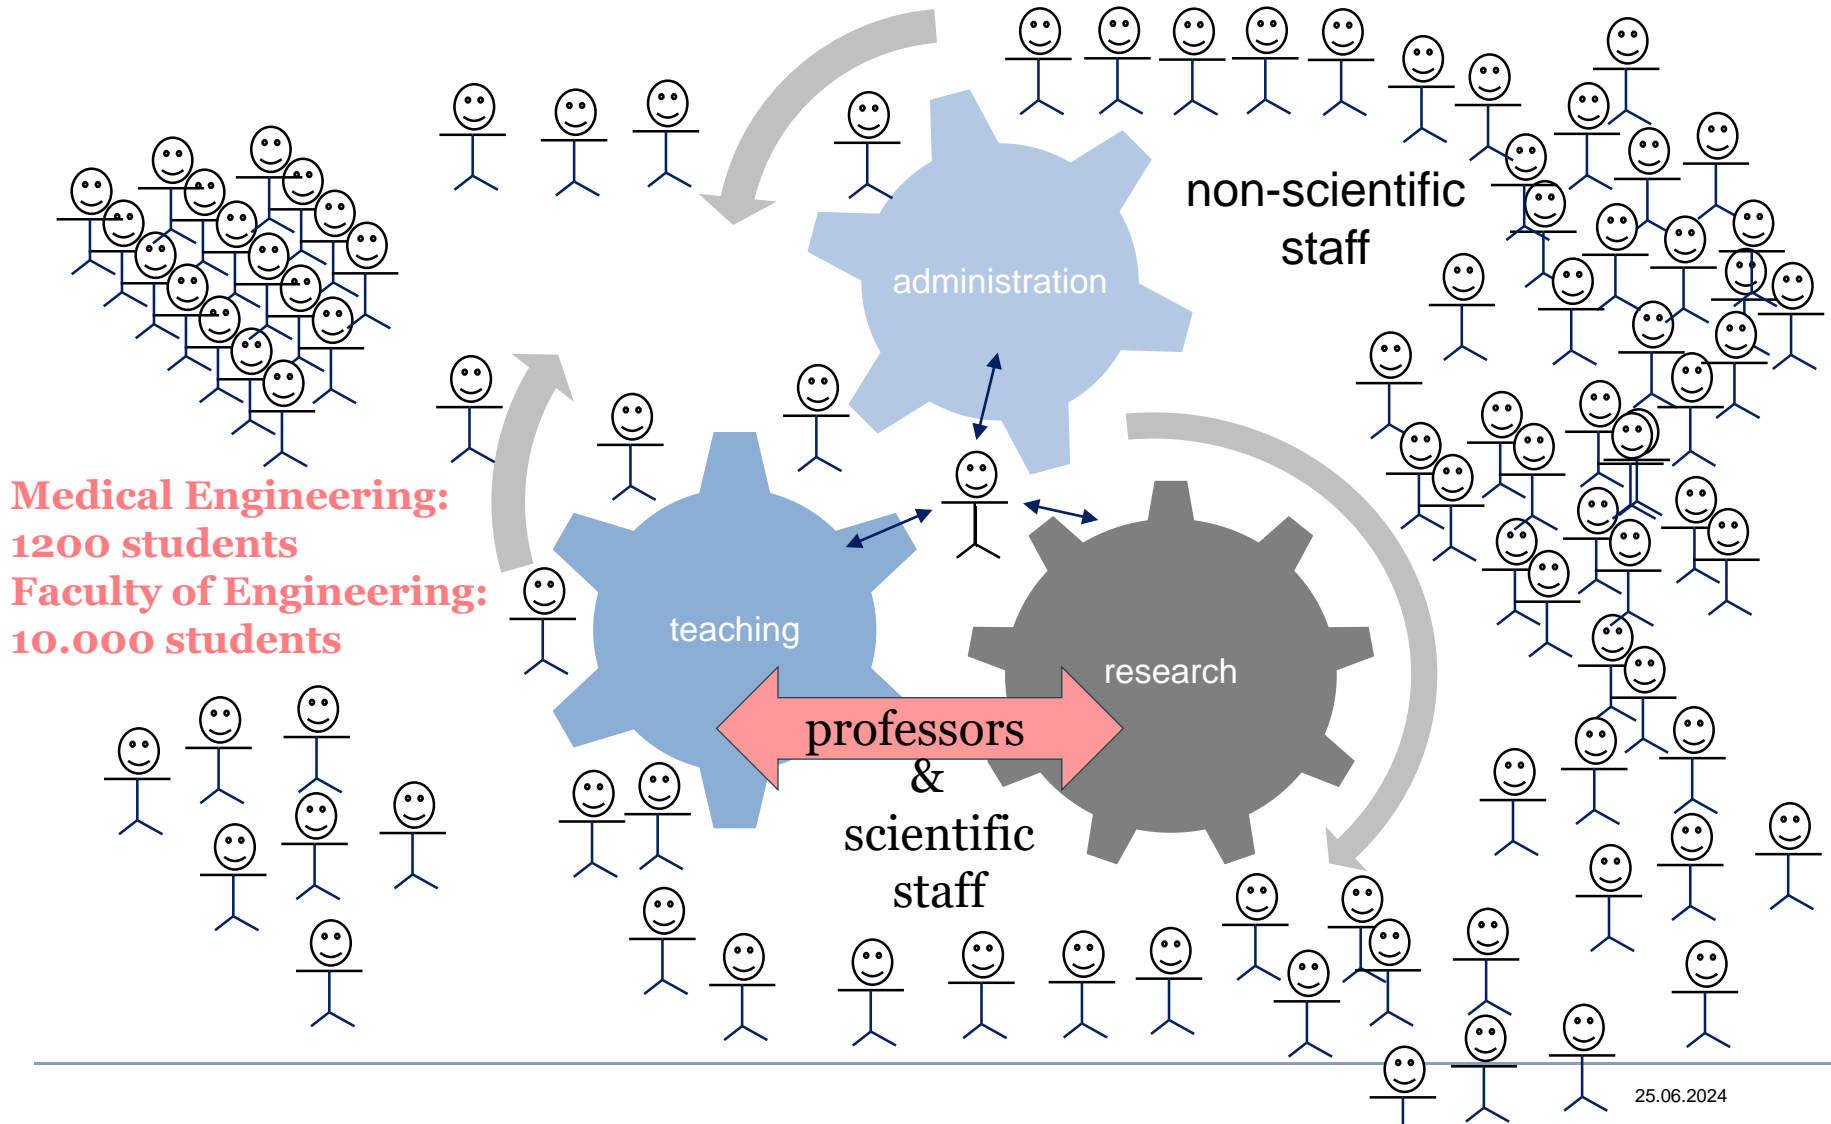 non-scientific
staff
administration
Medical Engineering:
1200 students
Faculty of Engineering:
10.000 students
teaching
research
professors
&
scientific
staff
25.06.2024